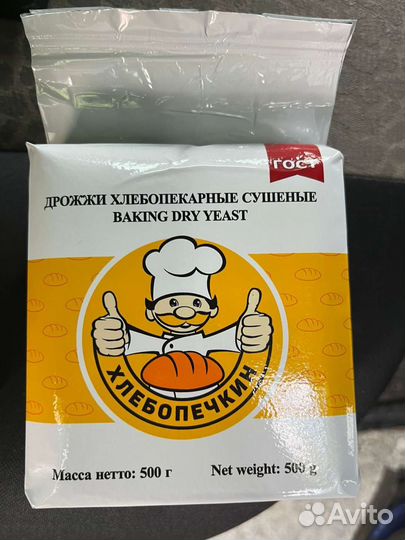 ГОСТ
ДРОЖЖИ ХЛЕБОПЕКАРНЫЕ СУШЕНЫЕ
BAKING DRY YEAST
ХЛЕБОПЕЧКИН
Масса нетто: 500 г Net weight: 500 g
Avito